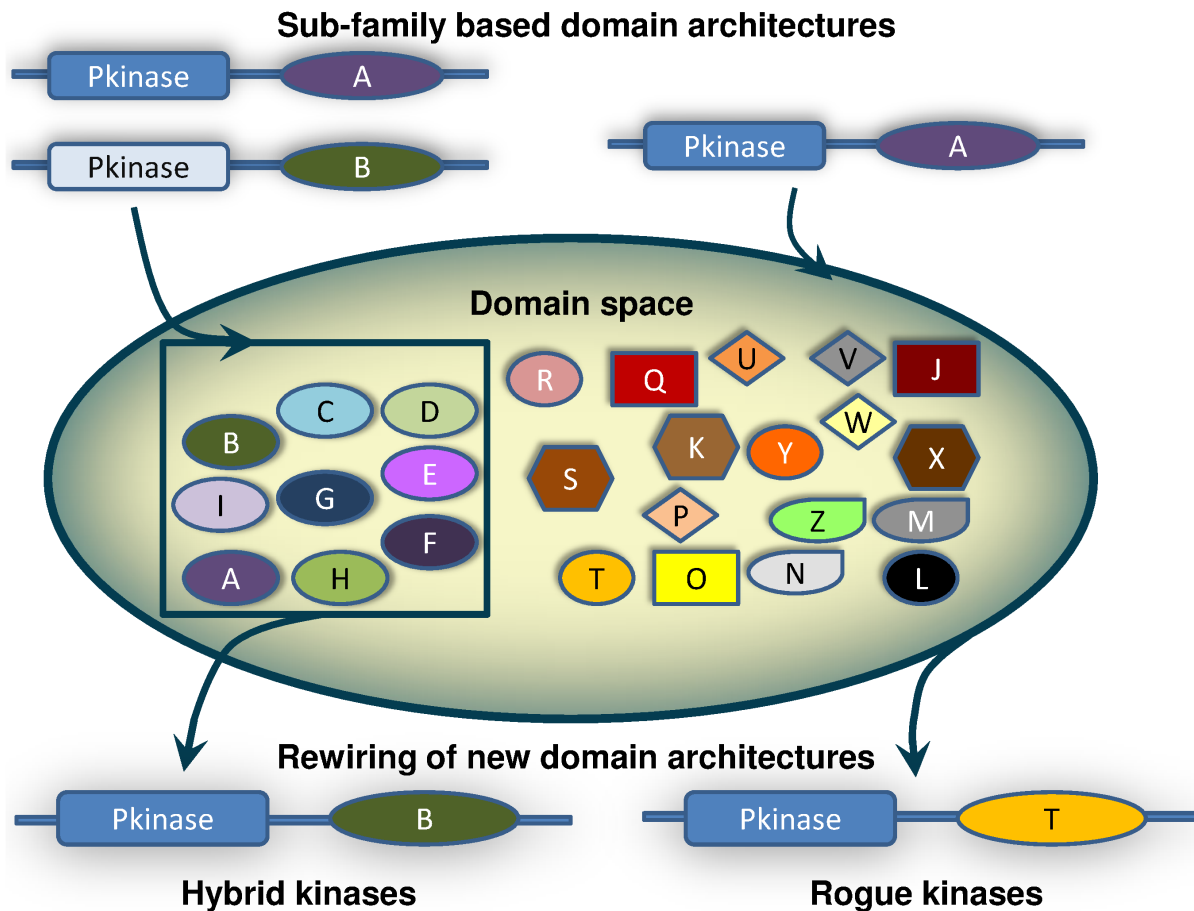 Sub-family based domain architectures
Pkinase A
Pkinase B
Pkinase A
Domain space
R Q U V J
C D
B
W
E
K Y X
S
I G
P
Z M
F
A H
T O N L
Rewiring of new domain architectures
Pkinase B
Pkinase T
Hybrid kinases
Rogue kinases